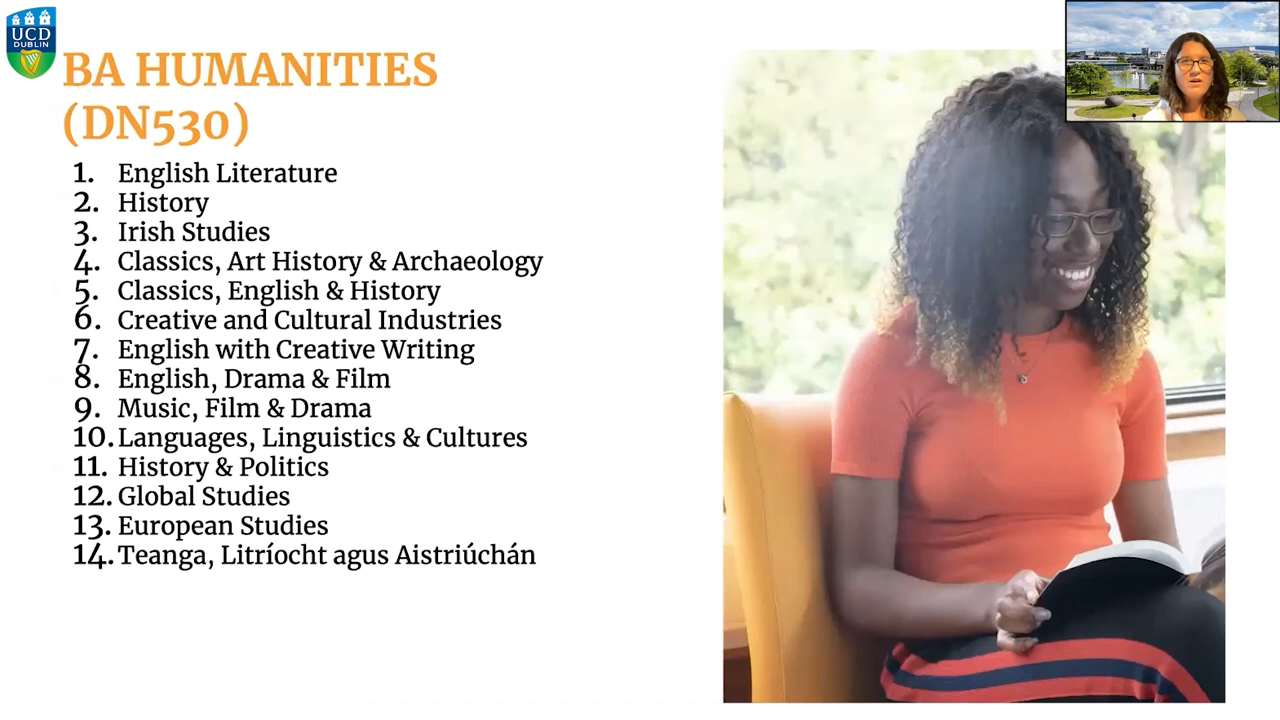 UCD
DUBLIN
BA HUMANITIES
(DN530)
1. English Literature
2. History
3. Irish Studies
4. Classics, Art History & Archaeology
5. Classics, English & History
6. Creative and Cultural Industries
7. English with Creative Writing
8. English, Drama & Film
9. Music, Film & Drama
10. Languages, Linguistics & Cultures
11. History & Politics
12. Global Studies
13. European Studies
14. Teanga, Litríocht agus Aistriúchán